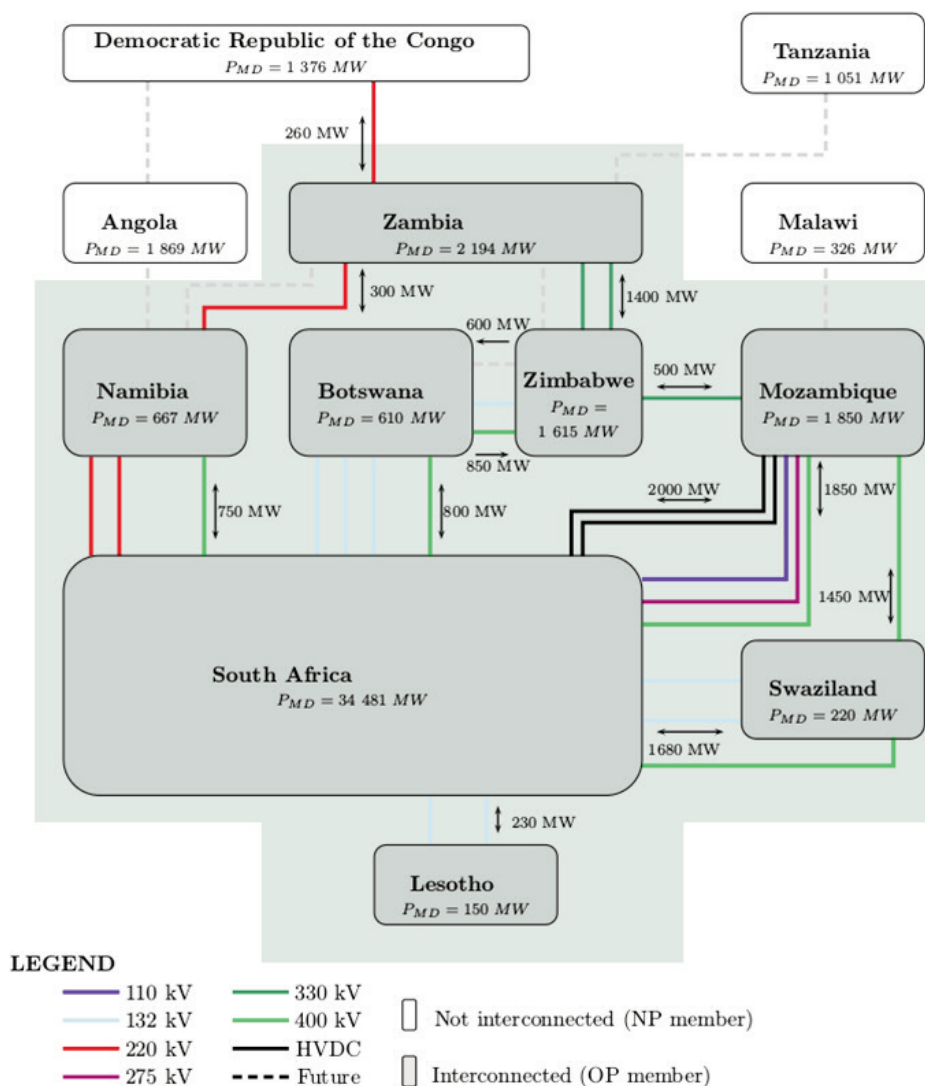 Democratic Republic of the Congo
P_MD = 1 376 MW
Tanzania
P_MD = 1 051 MW
260 MW
Angola
P_MD = 1 869 MW
Zambia
P_MD = 2 194 MW
Malawi
P_MD = 326 MW
300 MW
1400 MW
600 MW
Namibia
P_MD = 667 MW
Botswana
P_MD = 610 MW
Zimbabwe
P_MD =
1 615 MW
500 MW
Mozambique
P_MD = 1 850 MW
850 MW
750 MW
800 MW
2000 MW
1850 MW
1450 MW
South Africa
P_MD = 34 481 MW
Swaziland
P_MD = 220 MW
1680 MW
230 MW
Lesotho
P_MD = 150 MW
LEGEND
110 kV
330 kV
132 kV
400 kV
Not interconnected (NP member)
220 kV
HVDC
275 kV
Future
Interconnected (OP member)